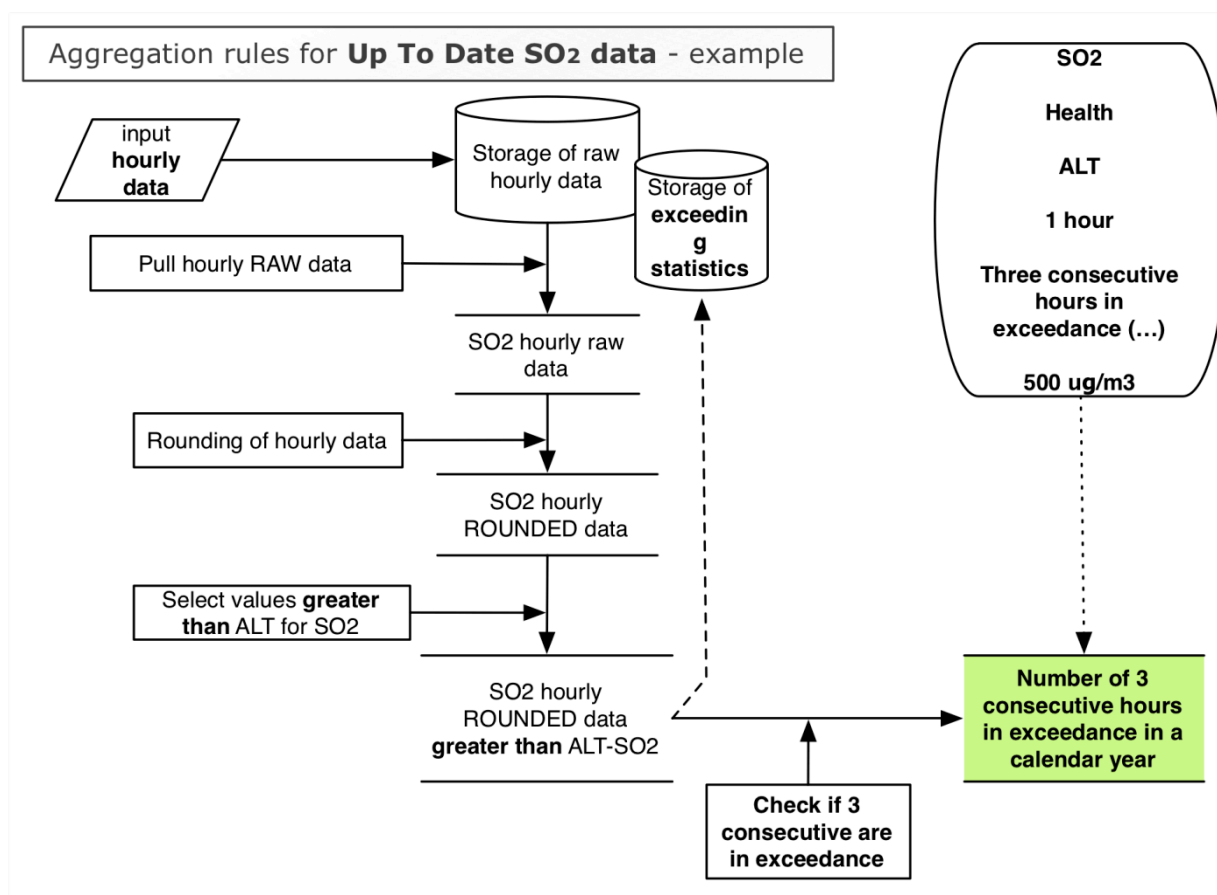 Aggregation rules for Up To Date SO2 data - example
input
hourly
data
Storage of raw
hourly data
Storage of
exceedin
g
statistics
Pull hourly RAW data
SO2 hourly raw
data
Rounding of hourly data
SO2 hourly
ROUNDED data
Select values greater
than ALT for SO2
SO2 hourly
ROUNDED data
greater than ALT-SO2
Check if 3
consecutive are
in exceedance
SO2
Health
ALT
1 hour
Three consecutive
hours in
exceedance (...)
500 ug/m3
Number of 3
consecutive hours
in exceedance in a
calendar year